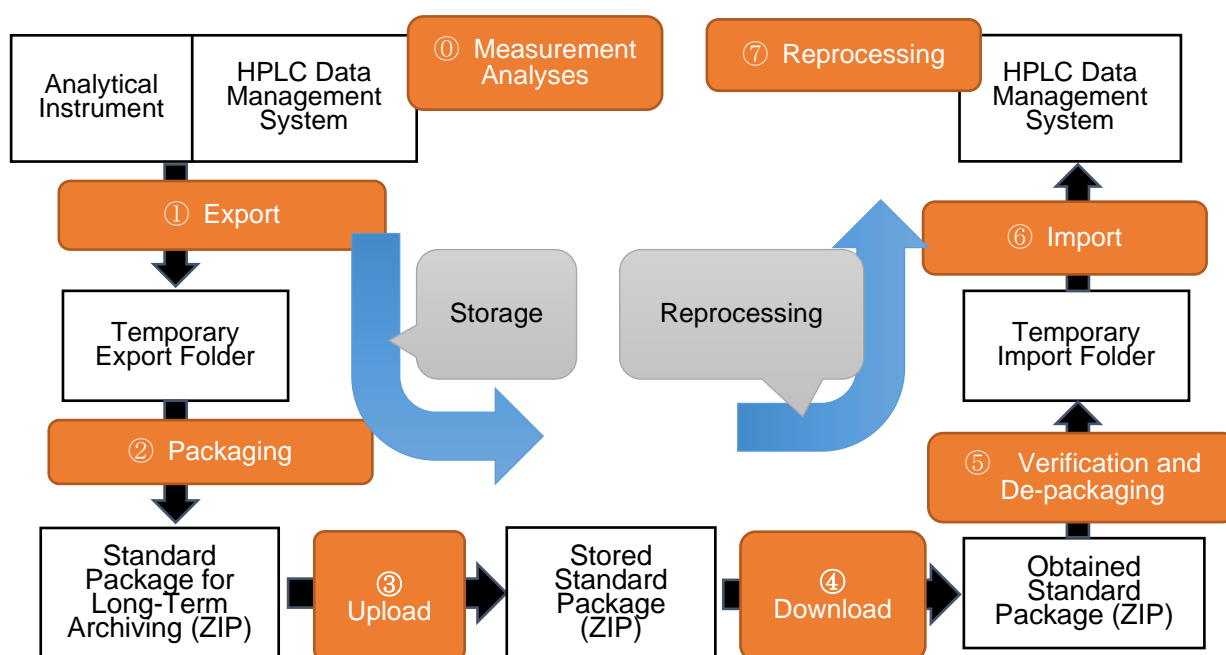 Analytical
Instrument
HPLC Data
Management
System
⓪ Measurement
Analyses
⑦ Reprocessing
HPLC Data
Management
System
① Export
⑥ Import
Storage
Reprocessing
Temporary
Export Folder
Temporary
Import Folder
② Packaging
⑤ Verification and
De-packaging
Standard
Package for
Long-Term
Archiving (ZIP)
③
Upload
Stored
Standard
Package
(ZIP)
④
Download
Obtained
Standard
Package (ZIP)